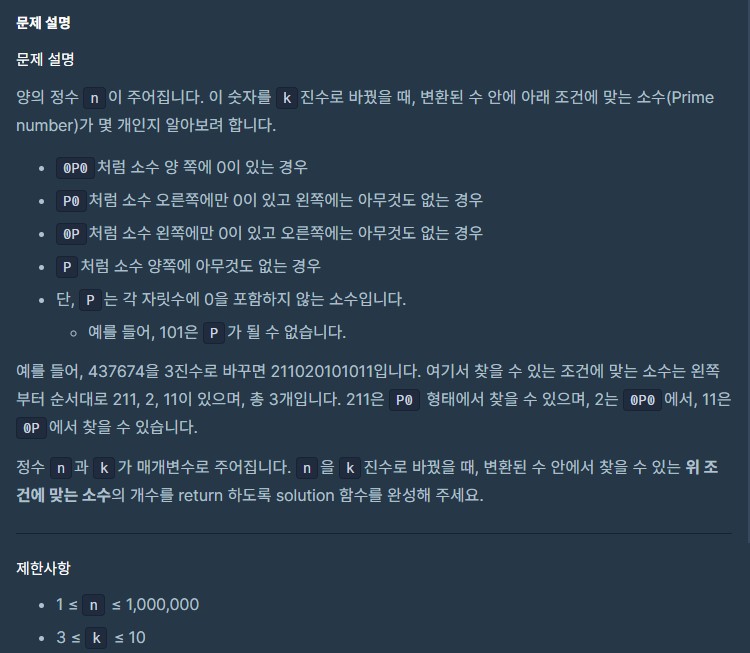 문제 설명
문제 설명
양의 정수 n 이 주어집니다. 이 숫자를 k 진수로 바꿨을 때, 변환된 수 안에 아래 조건에 맞는 소수(Prime
number)가 몇 개인지 알아보려 합니다.
• 0P0 처럼 소수 양 쪽에 0이 있는 경우
• P0 처럼 소수 오른쪽에만 0이 있고 왼쪽에는 아무것도 없는 경우
• 0P 처럼 소수 왼쪽에만 0이 있고 오른쪽에는 아무것도 없는 경우
• P 처럼 소수 양쪽에 아무것도 없는 경우
• 단, P 는 각 자릿수에 0을 포함하지 않는 소수입니다.
◦ 예를 들어, 101은 P 가 될 수 없습니다.
예를 들어, 437674을 3진수로 바꾸면 211020101011입니다. 여기서 찾을 수 있는 조건에 맞는 소수는 왼쪽
부터 순서대로 211, 2, 11이 있으며, 총 3개입니다. 211은 P0 형태에서 찾을 수 있으며, 2는 0P0 에서, 11은
0P 에서 찾을 수 있습니다.
정수 n 과 k 가 매개변수로 주어집니다. n 을 k 진수로 바꿨을 때, 변환된 수 안에서 찾을 수 있는 위 조
건에 맞는 소수의 개수를 return 하도록 solution 함수를 완성해 주세요.
제한사항
• 1 ≤ n ≤ 1,000,000
• 3 ≤ k ≤ 10